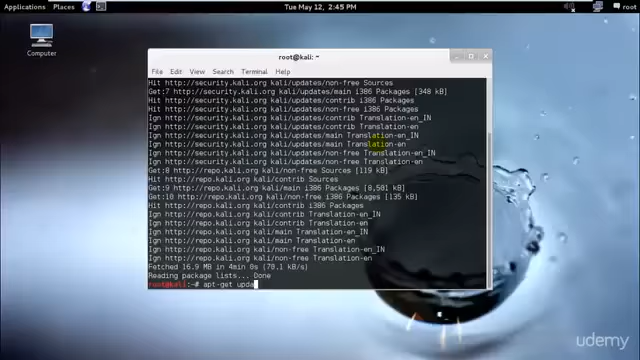 Applications Places Tue May 12, 2:45 PM root
Computer
root@kali: ~
File Edit View Search Terminal Help
Hit http://security.kali.org kali/updates/non-free Sources
Get:7 http://security.kali.org kali/updates/main i386 Packages [348 kB]
Hit http://security.kali.org kali/updates/contrib i386 Packages
Hit http://security.kali.org kali/updates/non-free i386 Packages
Ign http://security.kali.org kali/updates/contrib Translation-en_IN
Ign http://security.kali.org kali/updates/contrib Translation-en
Ign http://security.kali.org kali/updates/main Translation-en_IN
Ign http://security.kali.org kali/updates/main Translation-en
Ign http://security.kali.org kali/updates/non-free Translation-en_IN
Ign http://security.kali.org kali/updates/non-free Translation-en
Get:8 http://repo.kali.org kali/non-free Sources [119 kB]
Hit http://repo.kali.org kali/contrib Sources
Get:9 http://repo.kali.org kali/main i386 Packages [8,501 kB]
Get:10 http://repo.kali.org kali/non-free i386 Packages [135 kB]
Hit http://repo.kali.org kali/contrib i386 Packages
Ign http://repo.kali.org kali/contrib Translation-en_IN
Ign http://repo.kali.org kali/contrib Translation-en
Ign http://repo.kali.org kali/main Translation-en_IN
Ign http://repo.kali.org kali/main Translation-en
Ign http://repo.kali.org kali/non-free Translation-en_IN
Ign http://repo.kali.org kali/non-free Translation-en
Fetched 16.9 MB in 4min 0s (70.1 kB/s)
Reading package lists... Done
root@kali:~# apt-get upda
udemy